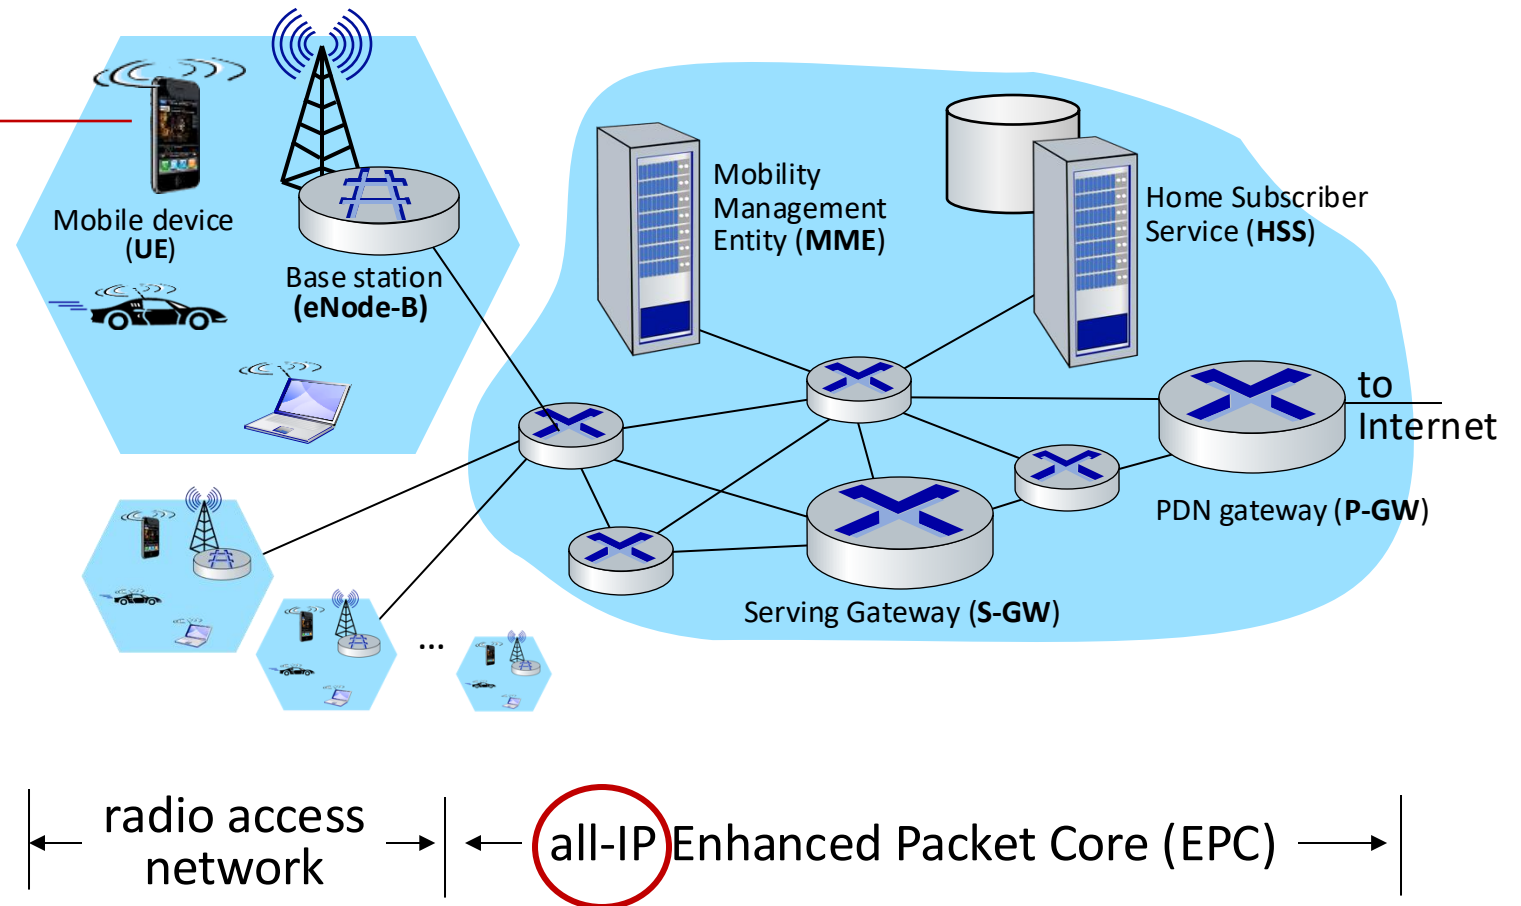 Mobile device
(UE)
Base station
(eNode-B)
Mobility
Management
Entity (MME)
Home Subscriber
Service (HSS)
to
Internet
PDN gateway (P-GW)
Serving Gateway (S-GW)
...
radio access
network
all-IP Enhanced Packet Core (EPC)